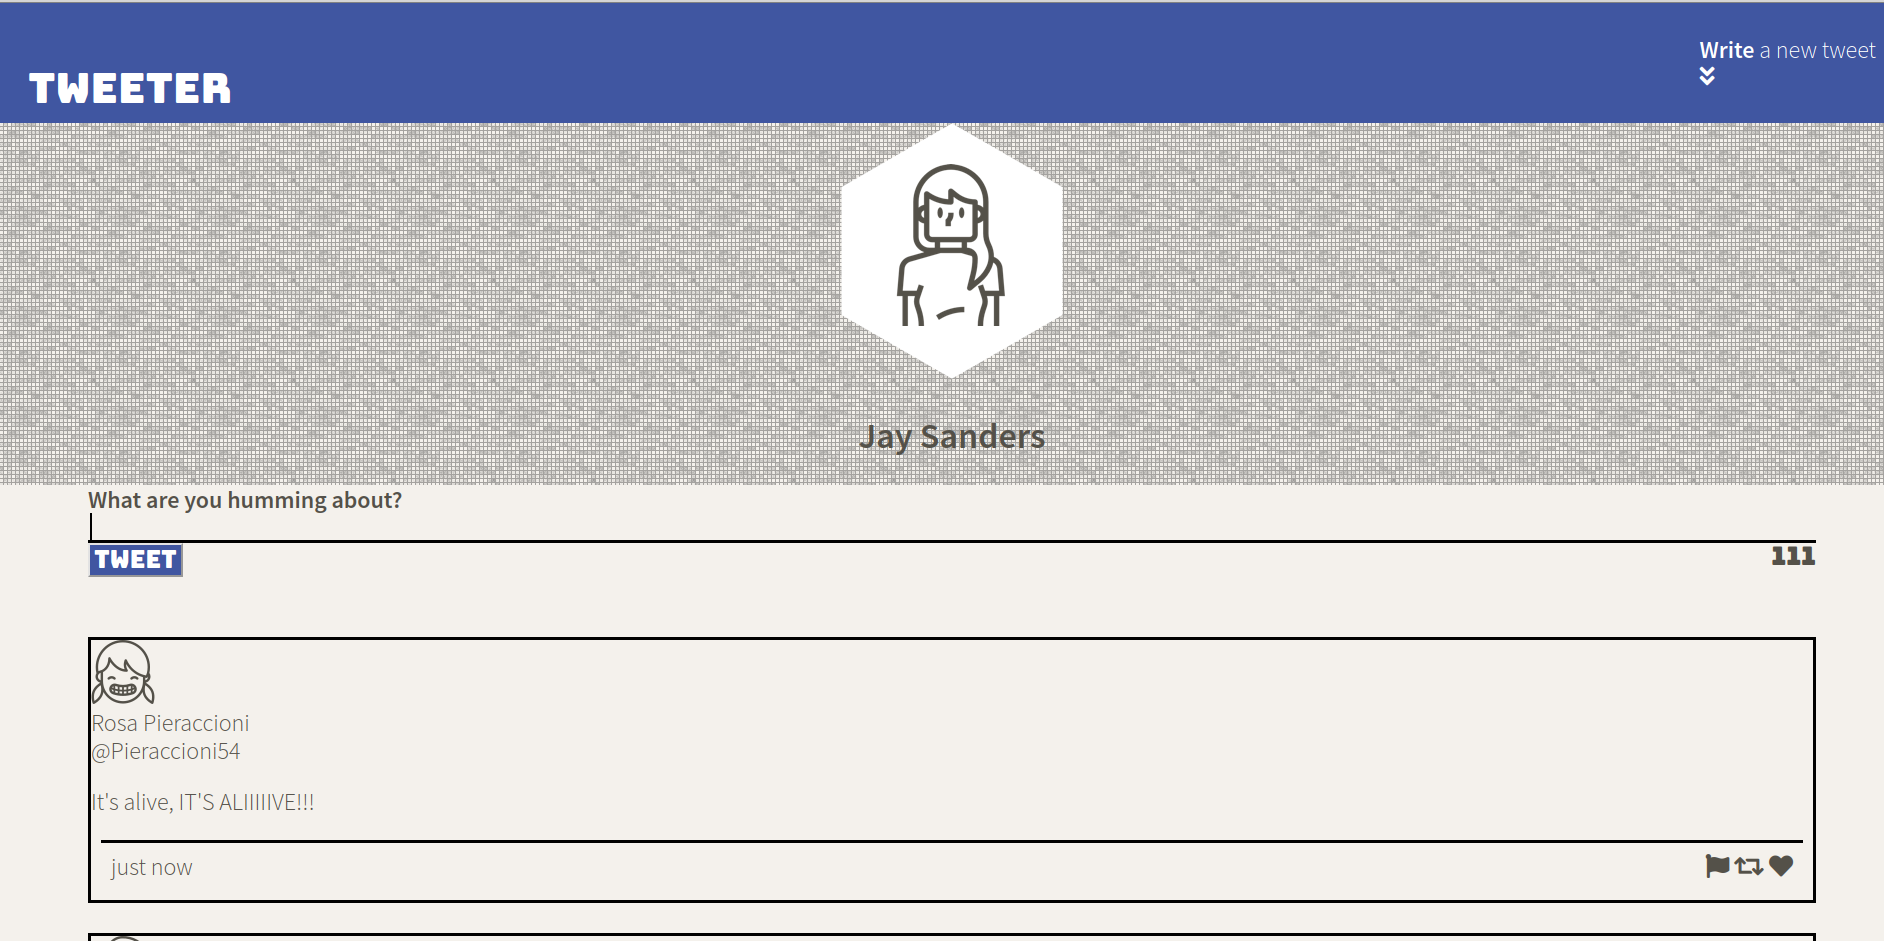 TWEETER
Write a new tweet
Jay Sanders
What are you humming about?
TWEET
111
Rosa Pieraccioni
@Pieraccioni54
It's alive, IT'S ALIIIIIVE!!!
just now